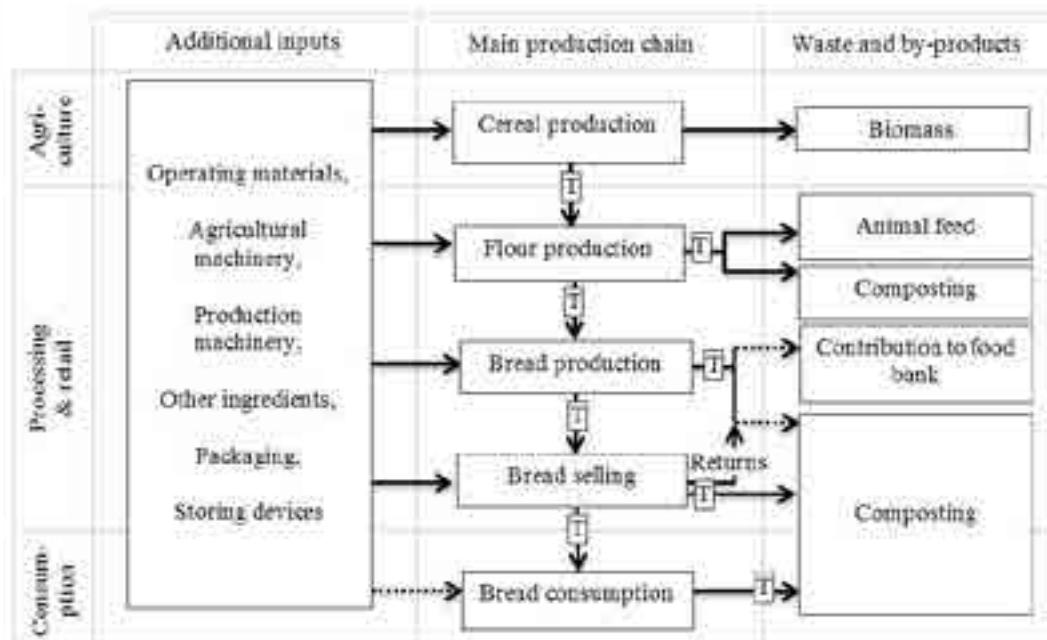 Additional inputs
Main production chain
Waste and by-products
Agri-
culture
Operating materials,
Agricultural
machinery,
Production
machinery,
Other ingredients,
Packaging,
Storing devices
Cereal production
Biomass
T
Processing
& retail
Flour production
T
Animal feed
Composting
T
Bread production
T
Contribution to food
bank
T
Bread selling
Returns
T
Composting
T
Consum-
ption
Bread consumption
T